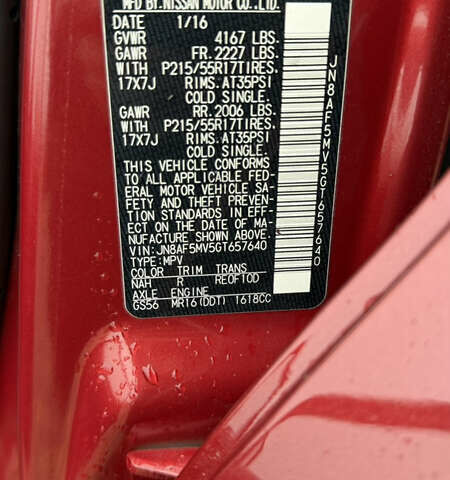 MFD BY: NISSAN MOTOR CO., LTD.
DATE 1/16
GVWR 4167 LBS.
GAWR FR. 2227 LBS.
WITH P215/55R17TIRES.
17X7J RIMS. AT35PSI
COLD SINGLE.
GAWR RR. 2006 LBS.
WITH P215/55R17TIRES.
17X7J RIMS. AT35PSI
COLD SINGLE.
THIS VEHICLE CONFORMS
TO ALL APPLICABLE FED-
ERAL MOTOR VEHICLE SA-
FETY AND THEFT PREVEN-
TION STANDARDS IN EFF-
ECT ON THE DATE OF MA-
NUFACTURE SHOWN ABOVE.
VIN: JN8AF5MV5GT657640
TYPE: MPV
COLOR TRIM TRANS
NAH R RE0F10D
AXLE ENGINE
GS56 MR16(DDT) 1618CC
JN8AF5MV5GT657640